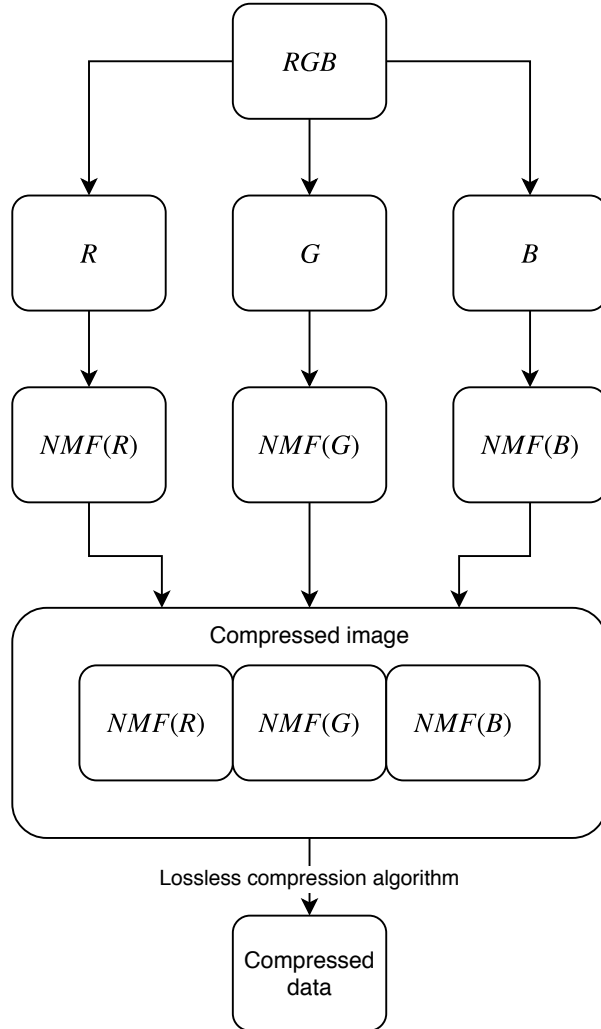 RGB
R
G
B
NMF(R)
NMF(G)
NMF(B)
Compressed image
NMF(R)
NMF(G)
NMF(B)
Lossless compression algorithm
Compressed
data